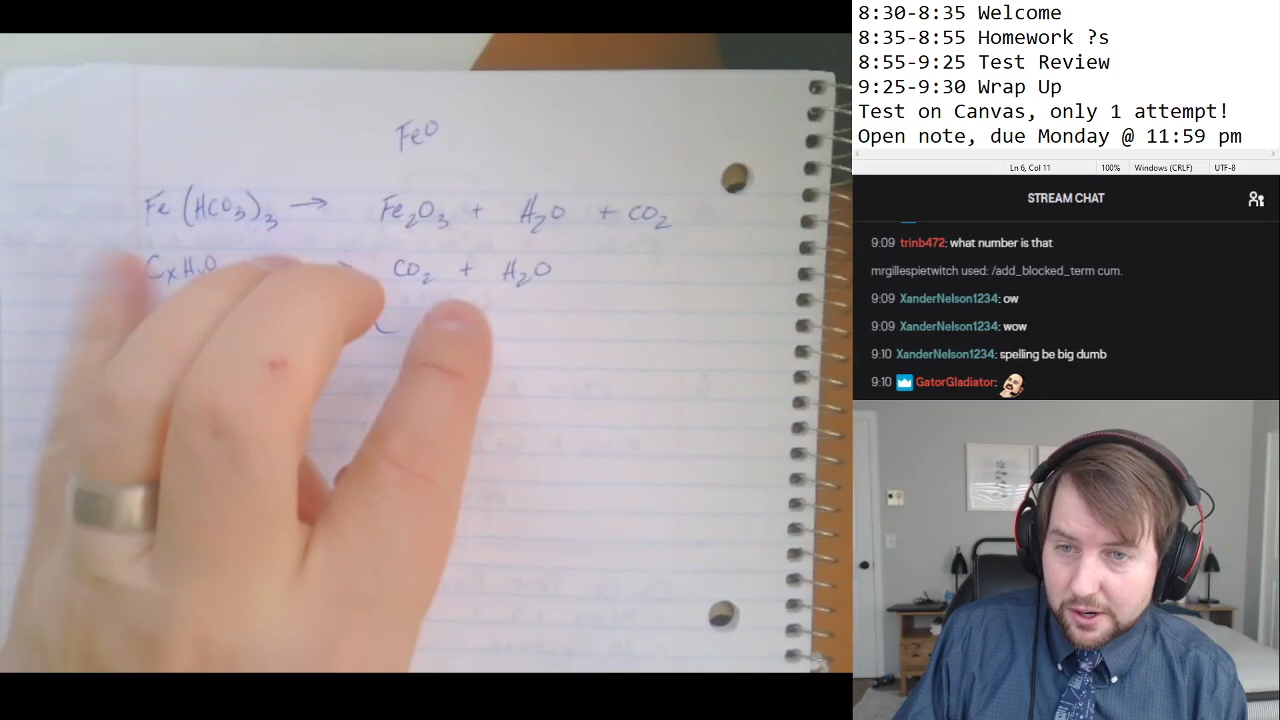 FeO
Fe(HCO3)3 → Fe2O3 + H2O + CO2
CO2 + H2O
8:30-8:35 Welcome
8:35-8:55 Homework ?s
8:55-9:25 Test Review
9:25-9:30 Wrap Up
Test on Canvas, only 1 attempt!
Open note, due Monday @ 11:59 pm
Ln 6, Col 11 100% Windows (CRLF) UTF-8
STREAM CHAT
9:09 trinb472: what number is that
mrgillespietwitch used: /add_blocked_term cum.
9:09 XanderNelson1234: ow
9:09 XanderNelson1234: wow
9:10 XanderNelson1234: spelling be big dumb
9:10 GatorGladiator: